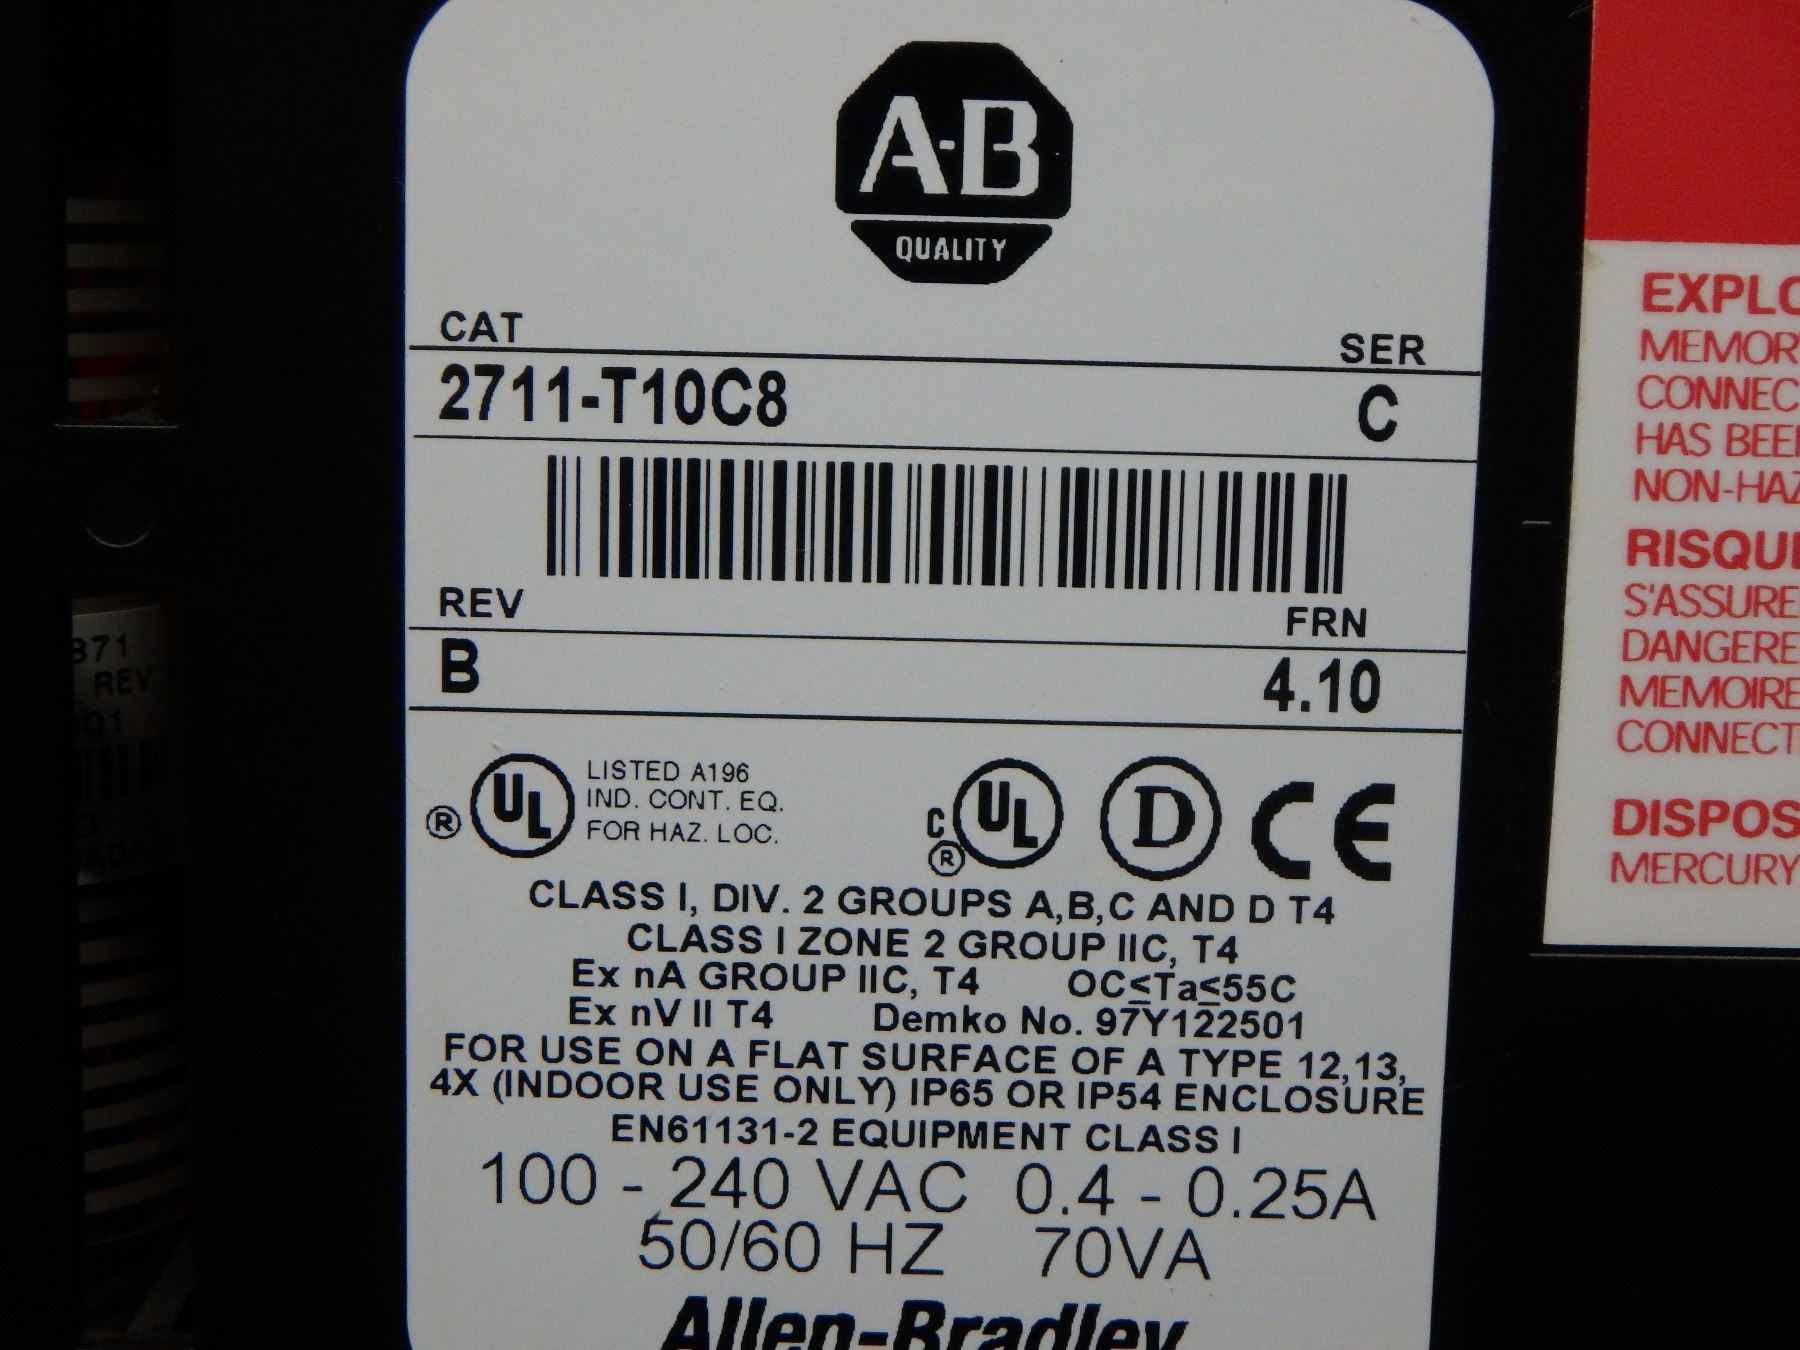 A-B
QUALITY
CAT
SER
2711-T10C8
C
REV
FRN
B
4.10
® UL LISTED A196
IND. CONT. EQ.
FOR HAZ. LOC.
C UL ® D CE
CLASS I, DIV. 2 GROUPS A,B,C AND D T4
CLASS I ZONE 2 GROUP IIC, T4
Ex nA GROUP IIC, T4 OC≤Ta≤55C
Ex nV II T4 Demko No. 97Y122501
FOR USE ON A FLAT SURFACE OF A TYPE 12,13,
4X (INDOOR USE ONLY) IP65 OR IP54 ENCLOSURE
EN61131-2 EQUIPMENT CLASS I
100 - 240 VAC 0.4 - 0.25A
50/60 HZ 70VA
Allen-Bradley
EXPLO
MEMOR
CONNEC
HAS BEE
NON-HAZ
RISQU
S'ASSURE
DANGERE
MEMOIRE
CONNECT
DISPOS
MERCURY
371
REV
01